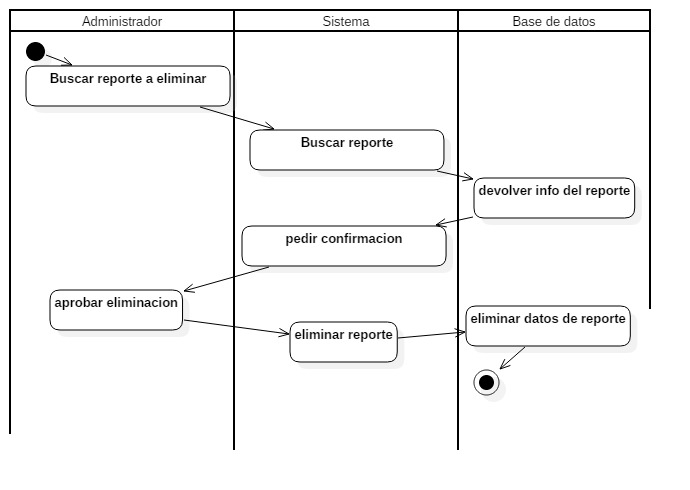 Administrador
Sistema
Base de datos
Buscar reporte a eliminar
Buscar reporte
devolver info del reporte
pedir confirmacion
aprobar eliminacion
eliminar reporte
eliminar datos de reporte